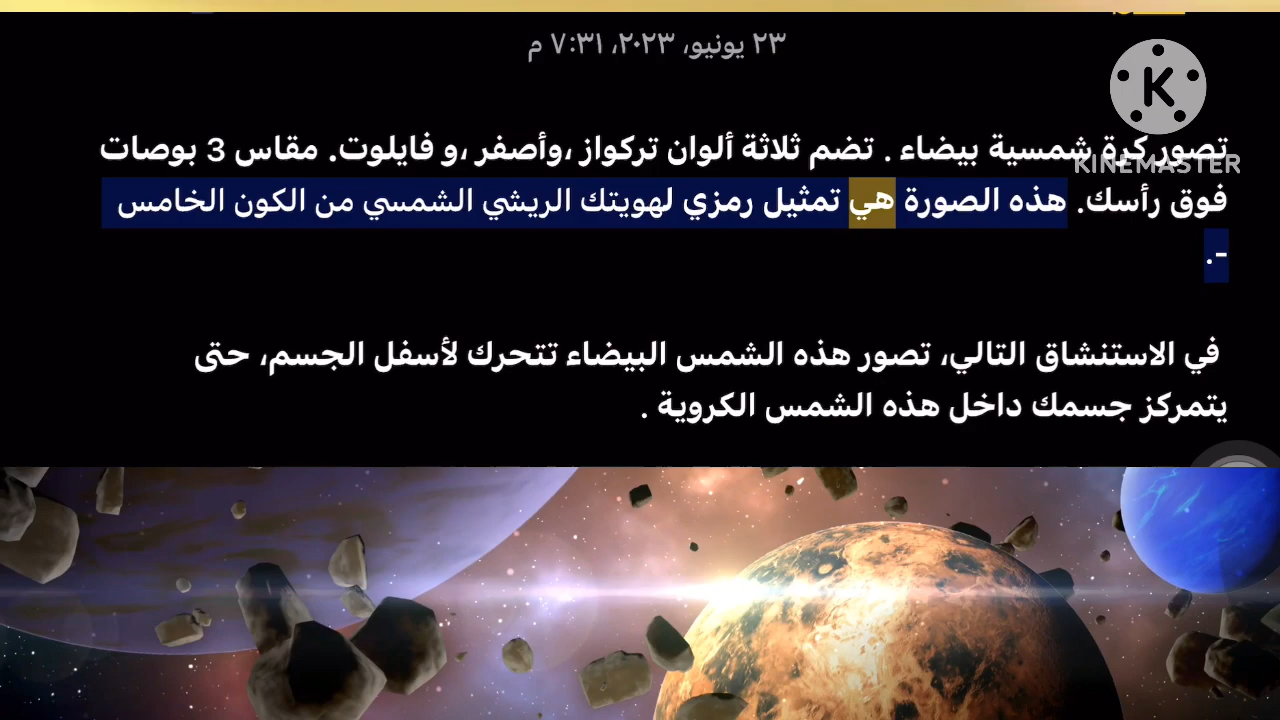 ٢٣ يونيو، ٢٠٢٣، ٧:٣١ م
K
KINEMASTER
تصور كرة شمسية بيضاء . تضم ثلاثة ألوان تركواز ،وأصفر ،و فايلوت. مقاس 3 بوصات
فوق رأسك. هذه الصورة هي تمثيل رمزي لهويتك الريشي الشمسي من الكون الخامس
-.
في الاستنشاق التالي، تصور هذه الشمس البيضاء تتحرك لأسفل الجسم، حتى
يتمركز جسمك داخل هذه الشمس الكروية .